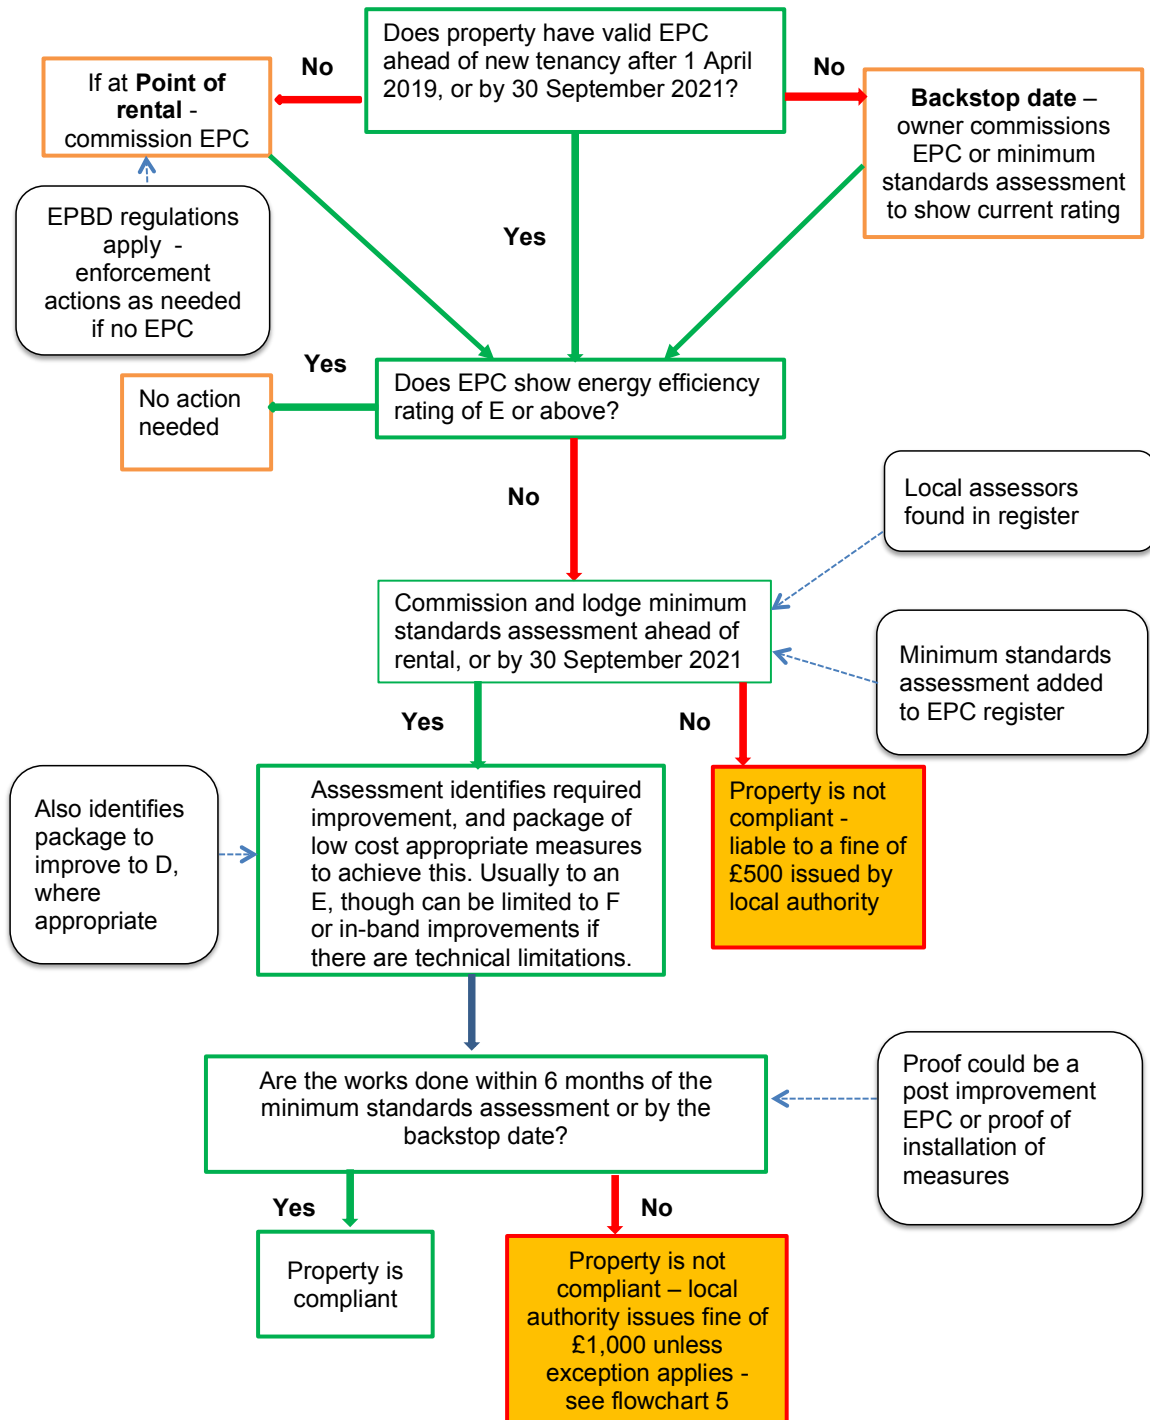 Does property have valid EPC
ahead of new tenancy after 1 April
2019, or by 30 September 2021?
No
No
If at Point of
rental -
commission EPC
Backstop date –
owner commissions
EPC or minimum
standards assessment
to show current rating
EPBD regulations
apply -
enforcement
actions as needed
if no EPC
Yes
Yes
No action
needed
Does EPC show energy efficiency
rating of E or above?
No
Local assessors
found in register
Commission and lodge minimum
standards assessment ahead of
rental, or by 30 September 2021
Minimum standards
assessment added
to EPC register
Yes
No
Also identifies
package to
improve to D,
where
appropriate
Assessment identifies required
improvement, and package of
low cost appropriate measures
to achieve this. Usually to an
E, though can be limited to F
or in-band improvements if
there are technical limitations.
Property is not
compliant -
liable to a fine of
£500 issued by
local authority
Are the works done within 6 months of the
minimum standards assessment or by the
backstop date?
Proof could be a
post improvement
EPC or proof of
installation of
measures
Yes
No
Property is
compliant
Property is not
compliant – local
authority issues fine of
£1,000 unless
exception applies -
see flowchart 5